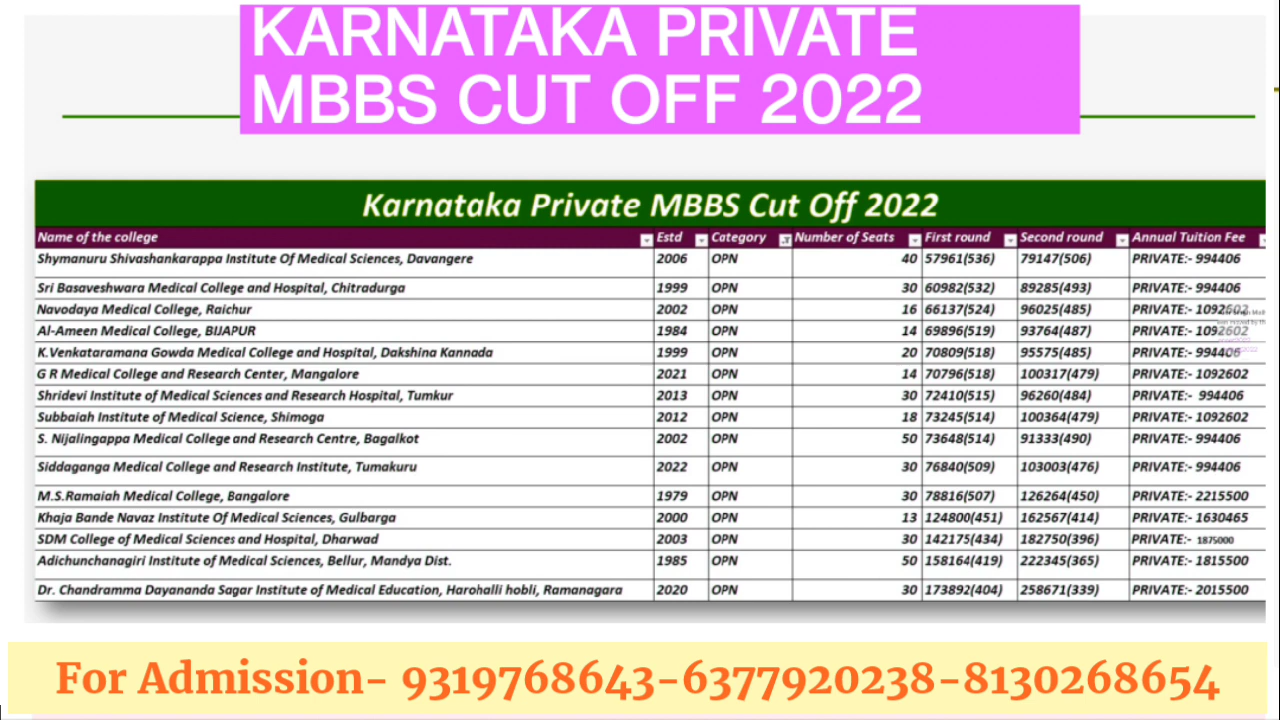 KARNATAKA PRIVATE
MBBS CUT OFF 2022
Karnataka Private MBBS Cut Off 2022
Name of the college Estd Category Number of Seats First round Second round Annual Tuition Fee
Shymanuru Shivashankarappa Institute Of Medical Sciences, Davangere 2006 OPN 40 57961(536) 79147(506) PRIVATE:- 994406
Sri Basaveshwara Medical College and Hospital, Chitradurga 1999 OPN 30 60982(532) 89285(493) PRIVATE:- 994406
Navodaya Medical College, Raichur 2002 OPN 16 66137(524) 96025(485) PRIVATE:- 1092602
Al-Ameen Medical College, BIJAPUR 1984 OPN 14 69896(519) 93764(487) PRIVATE:- 1092602
K.Venkataramana Gowda Medical College and Hospital, Dakshina Kannada 1999 OPN 20 70809(518) 95575(485) PRIVATE:- 994406
G R Medical College and Research Center, Mangalore 2021 OPN 14 70796(518) 100317(479) PRIVATE:- 1092602
Shridevi Institute of Medical Sciences and Research Hospital, Tumkur 2013 OPN 30 72410(515) 96260(484) PRIVATE:- 994406
Subbaiah Institute of Medical Science, Shimoga 2012 OPN 18 73245(514) 100364(479) PRIVATE:- 1092602
S. Nijalingappa Medical College and Research Centre, Bagalkot 2002 OPN 50 73648(514) 91333(490) PRIVATE:- 994406
Siddaganga Medical College and Research Institute, Tumakuru 2022 OPN 30 76840(509) 103003(476) PRIVATE:- 994406
M.S.Ramaiah Medical College, Bangalore 1979 OPN 30 78816(507) 126264(450) PRIVATE:- 2215500
Khaja Bande Navaz Institute Of Medical Sciences, Gulbarga 2000 OPN 13 124800(451) 162567(414) PRIVATE:- 1630465
SDM College of Medical Sciences and Hospital, Dharwad 2003 OPN 30 142175(434) 182750(396) PRIVATE:- 1875000
Adichunchanagiri Institute of Medical Sciences, Bellur, Mandya Dist. 1985 OPN 50 158164(419) 222345(365) PRIVATE:- 1815500
Dr. Chandramma Dayananda Sagar Institute of Medical Education, Harohalli hobli, Ramanagara 2020 OPN 30 173892(404) 258671(339) PRIVATE:- 2015500
For Admission- 9319768643-6377920238-8130268654